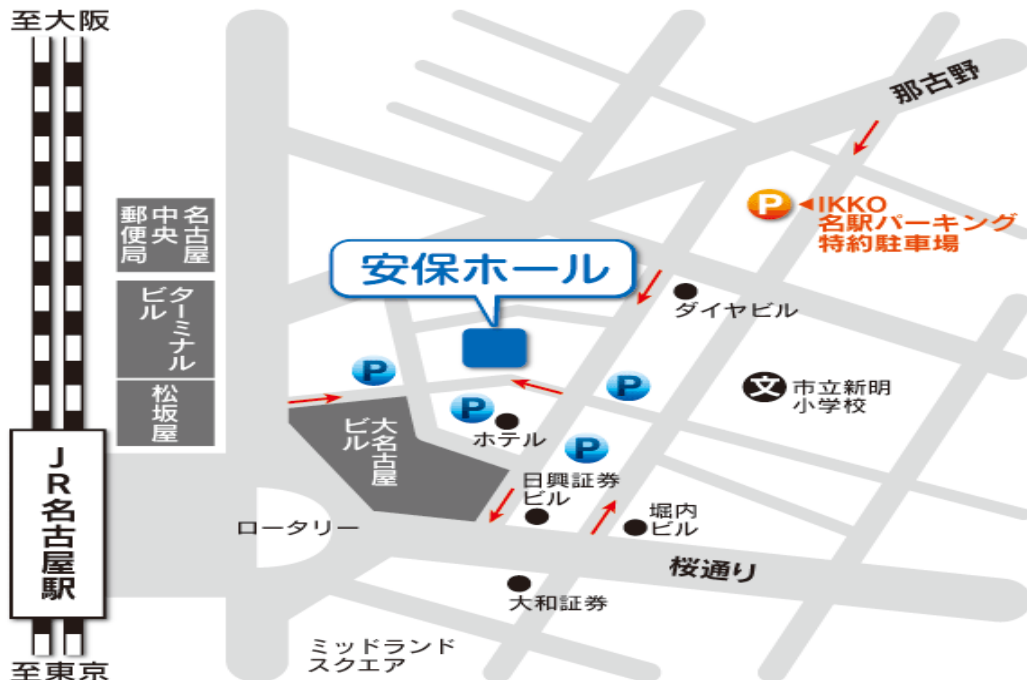 至大阪
那古野
P
IKKO
名駅パーキング
特約駐車場
名古屋
中央
郵便局
安保ホール
ターミナル
ビル
ダイヤビル
P
P
文
市立新明
小学校
松坂屋
P
ホテル
大名古屋
ビル
P
JR名古屋駅
日興証券
ビル
堀内
ビル
ロータリー
桜通り
大和証券
ミッドランド
スクエア
至東京